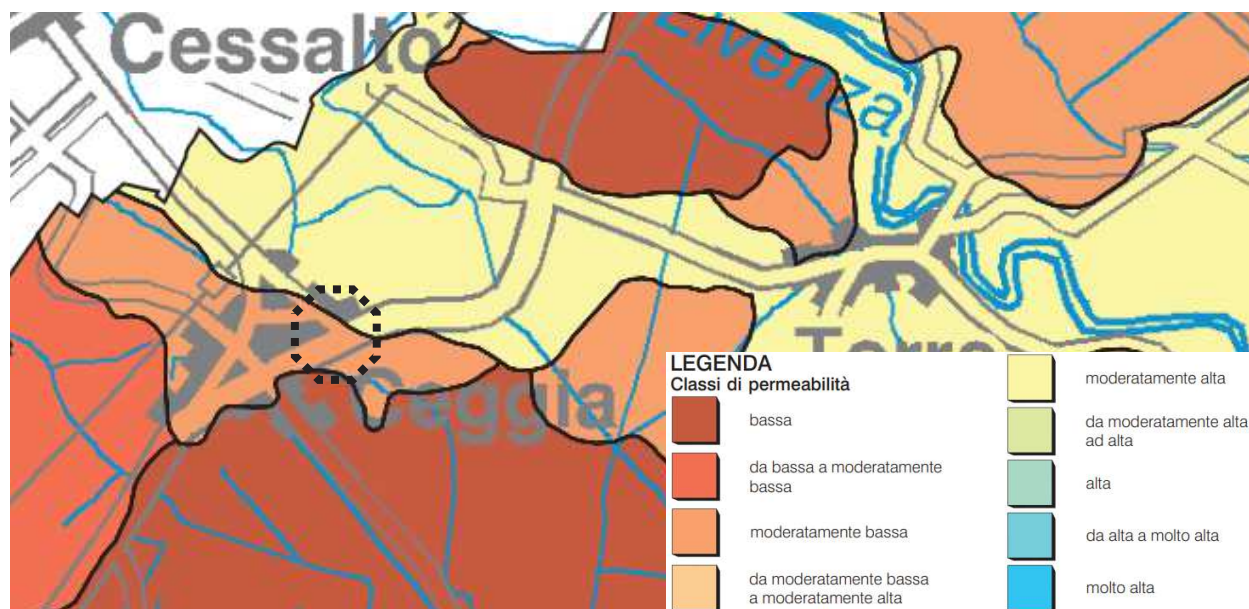 Cessalto
Livenza
Torre
Ceggia
LEGENDA
Classi di permeabilità
bassa
da bassa a moderatamente
bassa
moderatamente bassa
da moderatamente bassa
a moderatamente alta
moderatamente alta
da moderatamente alta
ad alta
alta
da alta a molto alta
molto alta